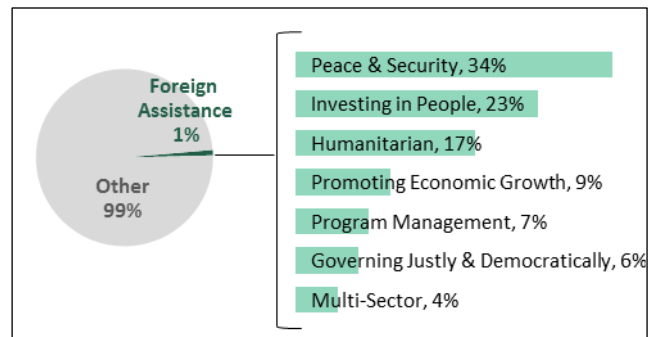 Foreign
Assistance
1%
Other
99%
Peace & Security, 34%
Investing in People, 23%
Humanitarian, 17%
Promoting Economic Growth, 9%
Program Management, 7%
Governing Justly & Democratically, 6%
Multi-Sector, 4%